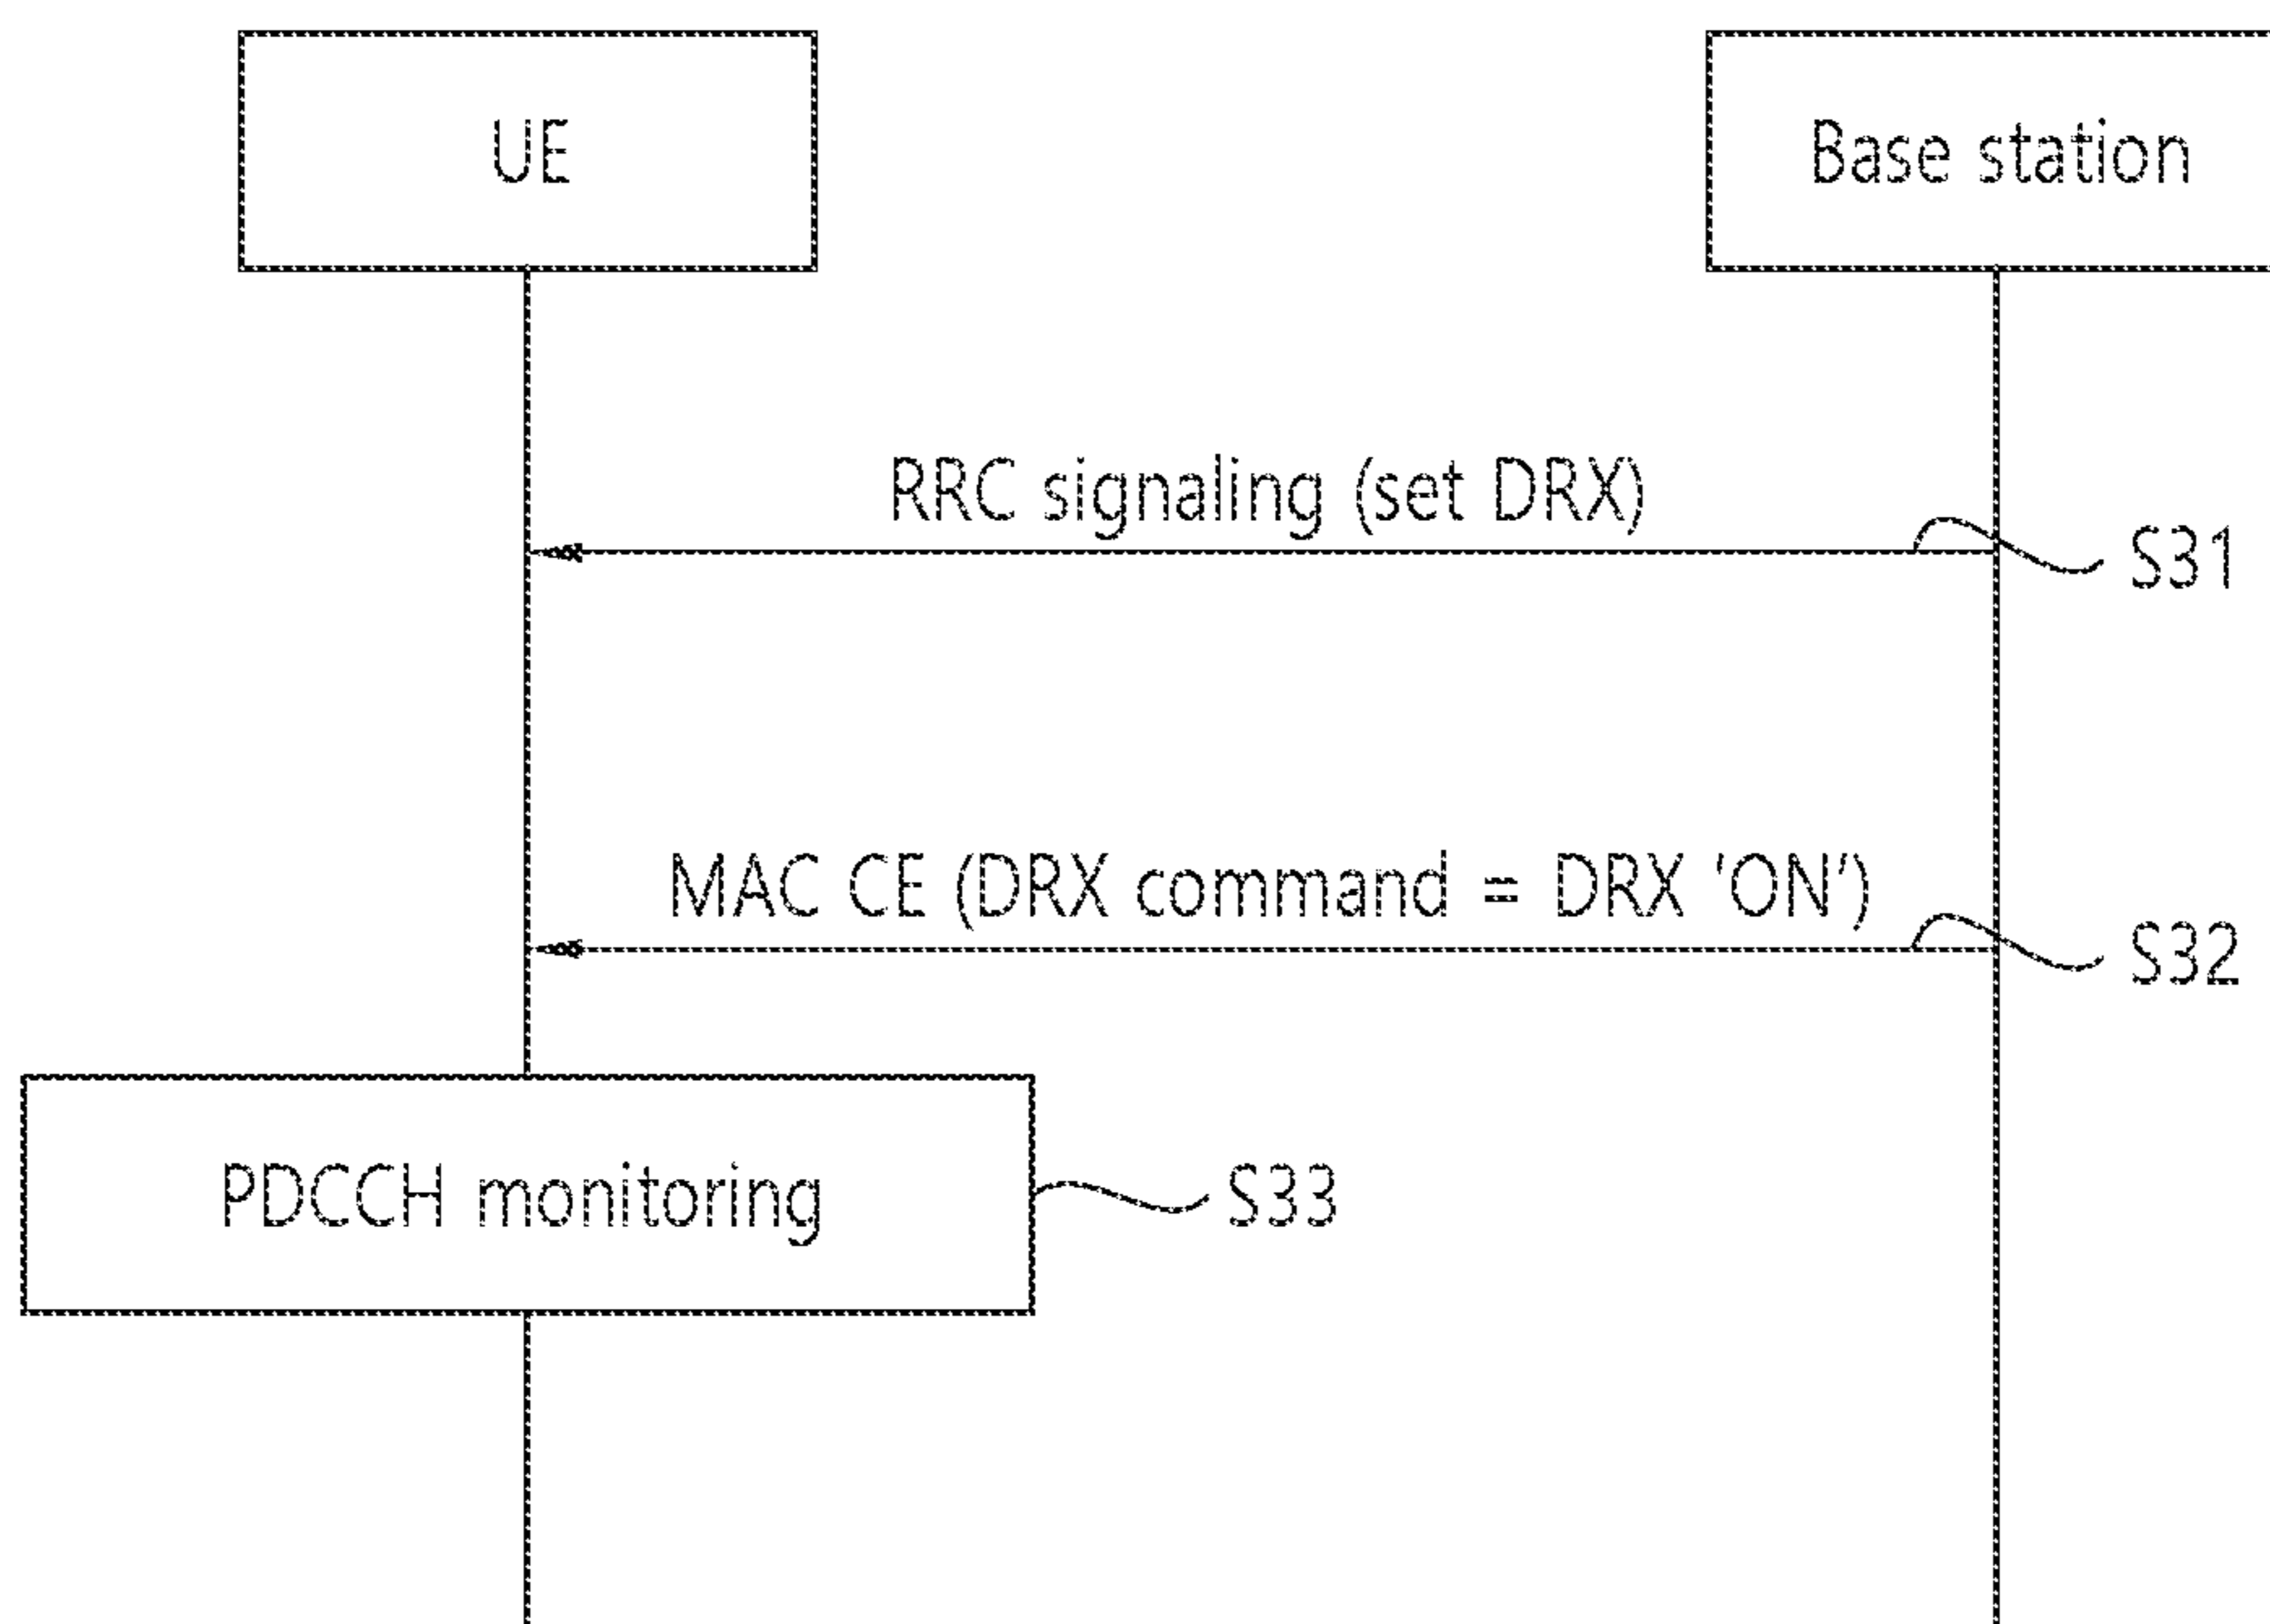 UE
Base station
RRC signaling (set DRX)
S31
MAC CE (DRX command = DRX 'ON')
S32
PDCCH monitoring
S33